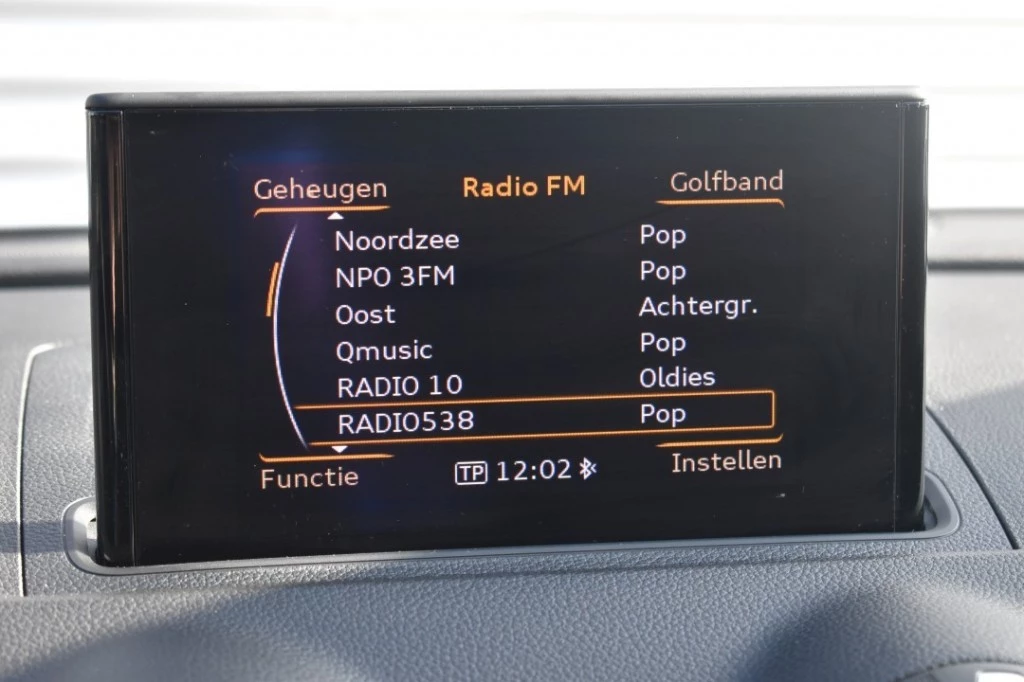 Geheugen Radio FM Golfband
Noordzee Pop
NPO 3FM Pop
Oost Achtergr.
Qmusic Pop
RADIO 10 Oldies
RADIO538 Pop
Functie TP 12:02 Instellen